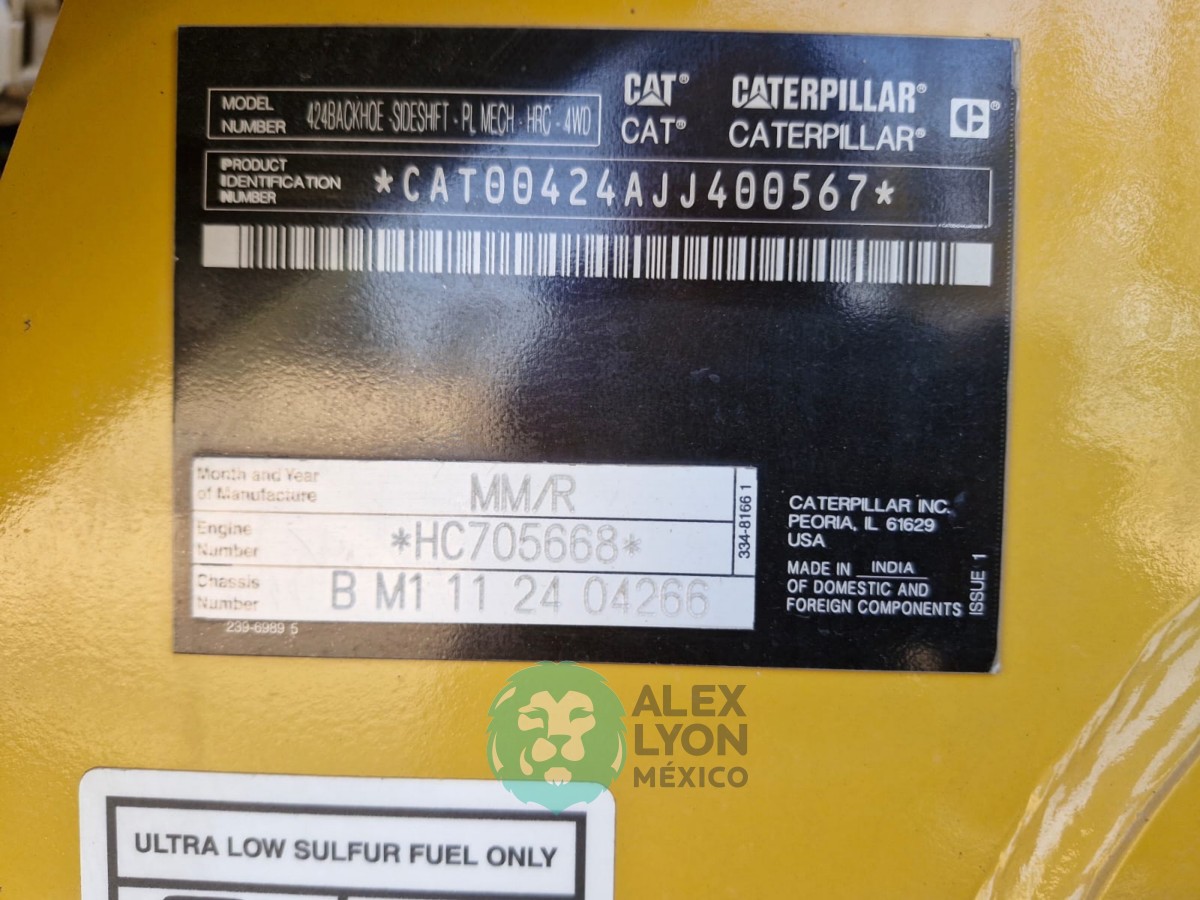 MODEL NUMBER 424BACKHOE -SIDESHIFT - PL MECH - HRC - 4WD
CAT® CATERPILLAR®
CAT® CATERPILLAR®
PRODUCT IDENTIFICATION NUMBER *CAT00424AJJ400567*
Month and Year of Manufacture MM/R
Engine Number *HC705668*
Chassis Number B M1 11 24 04266
334-8166 1
239-6989 5
CATERPILLAR INC.
PEORIA, IL 61629
USA
MADE IN INDIA
OF DOMESTIC AND
FOREIGN COMPONENTS
ISSUE 1
ALEX
LYON
MÉXICO
ULTRA LOW SULFUR FUEL ONLY